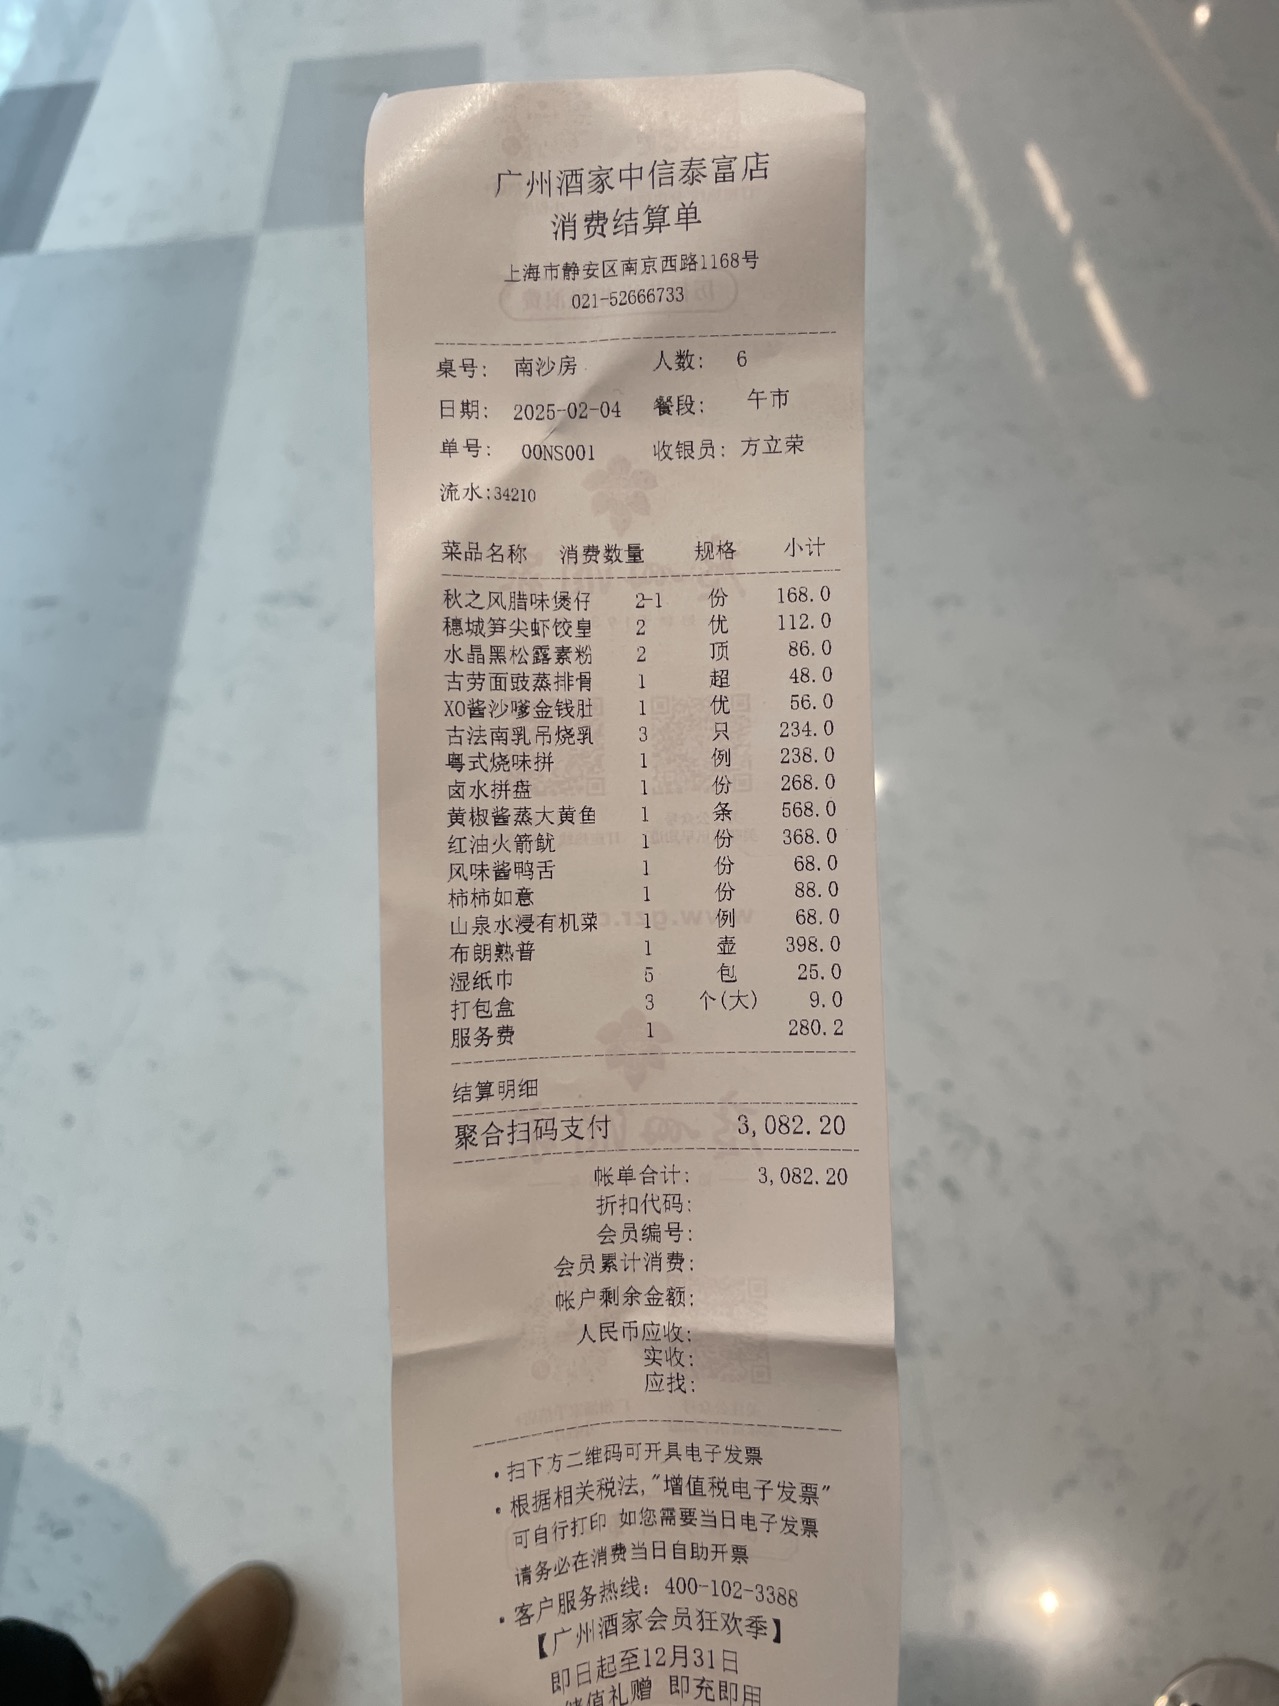 广州酒家中信泰富店
消费结算单
上海市静安区南京西路1168号
021-52666733
桌号: 南沙房 人数: 6
日期: 2025-02-04 餐段: 午市
单号: 00NS001 收银员: 方立荣
流水:34210
菜品名称 消费数量 规格 小计
秋之风腊味煲仔 2-1 份 168.0
穗城笋尖虾饺皇 2 优 112.0
水晶黑松露素粉 2 顶 86.0
古劳面豉蒸排骨 1 超 48.0
XO酱沙嗲金钱肚 1 优 56.0
古法南乳吊烧乳 3 只 234.0
粤式烧味拼 1 例 238.0
卤水拼盘 1 份 268.0
黄椒酱蒸大黄鱼 1 条 568.0
红油火箭鱿 1 份 368.0
风味酱鸭舌 1 份 68.0
柿柿如意 1 份 88.0
山泉水浸有机菜 1 例 68.0
布朗熟普 1 壶 398.0
湿纸巾 5 包 25.0
打包盒 3 个(大) 9.0
服务费 1 280.2
结算明细
聚合扫码支付 3,082.20
帐单合计: 3,082.20
折扣代码:
会员编号:
会员累计消费:
帐户剩余金额:
人民币应收:
实收:
应找:
·扫下方二维码可开具电子发票
·根据相关税法,"增值税电子发票"
可自行打印 如您需要当日电子发票
请务必在消费当日自助开票
·客户服务热线: 400-102-3388
【广州酒家会员狂欢季】
即日起至12月31日
储值礼赠 即充即用